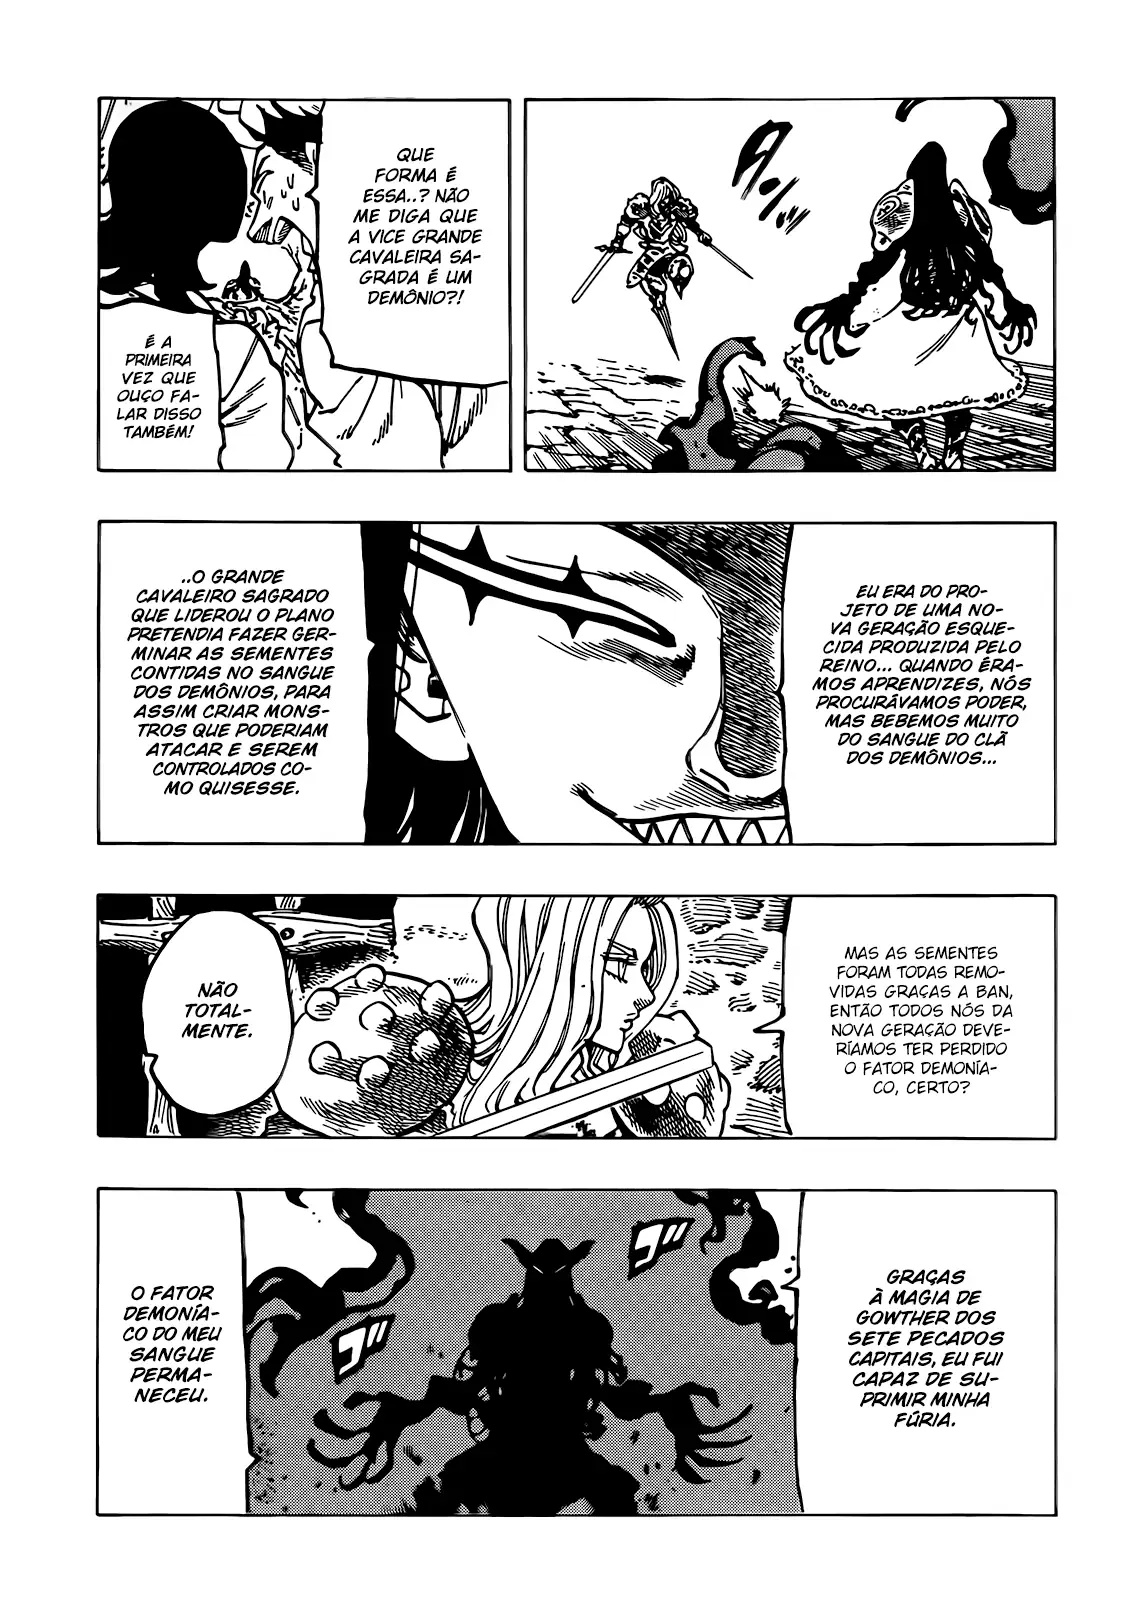 ダッ
QUE
FORMA É
ESSA..? NÃO
ME DIGA QUE
A VICE GRANDE
CAVALEIRA SA-
GRADA É UM
DEMÔNIO?!
É A
PRIMEIRA
VEZ QUE
OUÇO FA-
LAR DISSO
TAMBÉM!
EU ERA DO PRO-
JETO DE UMA NO-
VA GERAÇÃO ESQUE-
CIDA PRODUZIDA PELO
REINO... QUANDO ÉRA-
MOS APRENDIZES, NÓS
PROCURÁVAMOS PODER,
MAS BEBEMOS MUITO
DO SANGUE DO CLÃ
DOS DEMÔNIOS...
..O GRANDE
CAVALEIRO SAGRADO
QUE LIDEROU O PLANO
PRETENDIA FAZER GER-
MINAR AS SEMENTES
CONTIDAS NO SANGUE
DOS DEMÔNIOS, PARA
ASSIM CRIAR MONS-
TROS QUE PODERIAM
ATACAR E SEREM
CONTROLADOS CO-
MO QUISESSE.
MAS AS SEMENTES
FORAM TODAS REMO-
VIDAS GRAÇAS A BAN,
ENTÃO TODOS NÓS DA
NOVA GERAÇÃO DEVE-
RÍAMOS TER PERDIDO
O FATOR DEMONÍA-
CO, CERTO?
NÃO
TOTAL-
MENTE.
GRAÇAS
À MAGIA DE
GOWTHER DOS
SETE PECADOS
CAPITAIS, EU FUI
CAPAZ DE SU-
PRIMIR MINHA
FÚRIA.
ゴ"
ゴ"
O FATOR
DEMONÍA-
CO DO MEU
SANGUE
PERMA-
NECEU.